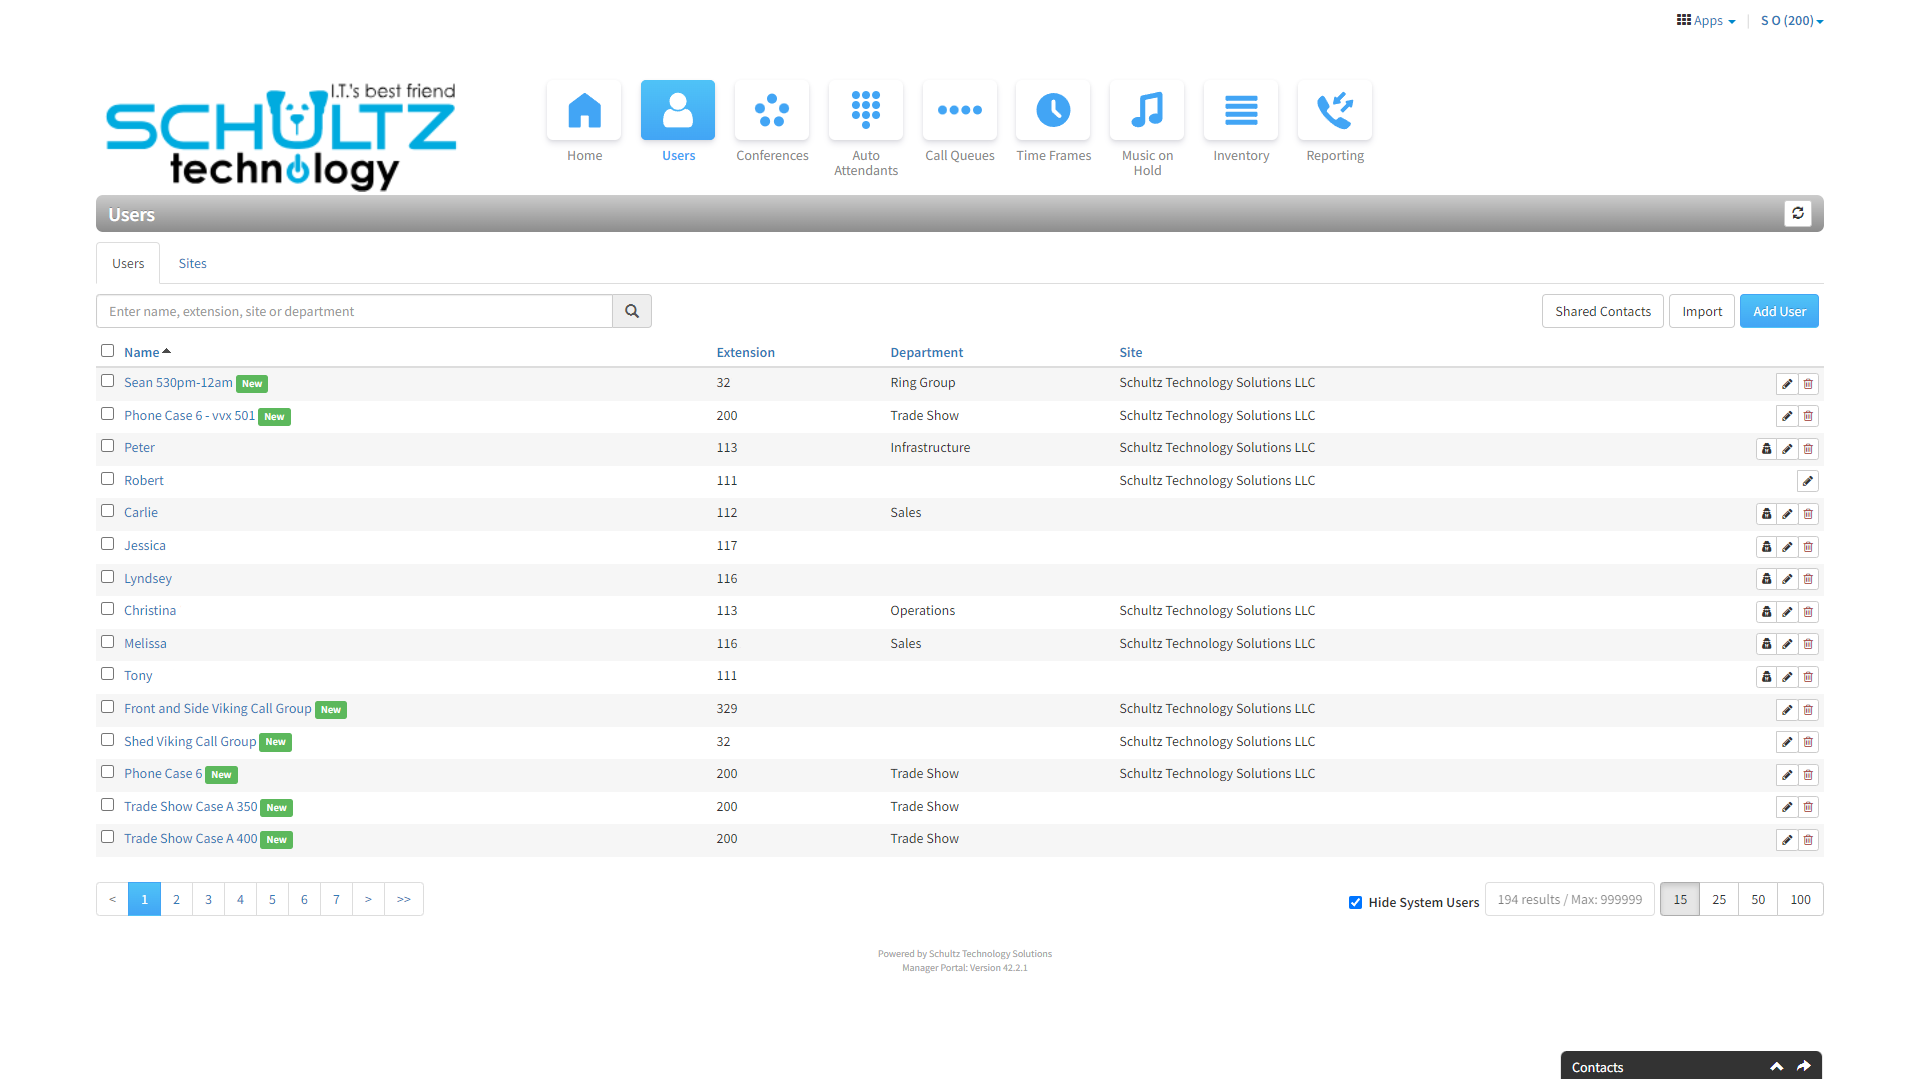 Apps
S O (200)
I.T.'s best friend
SCHULTZ
technology
Home
Users
Conferences
Auto Attendants
Call Queues
Time Frames
Music on Hold
Inventory
Reporting
Users
Users Sites
Enter name, extension, site or department
Shared Contacts Import Add User
Name Extension Department Site
Sean 530pm-12am New 32 Ring Group Schultz Technology Solutions LLC
Phone Case 6 - vvx 501 New 200 Trade Show Schultz Technology Solutions LLC
Peter 113 Infrastructure Schultz Technology Solutions LLC
Robert 111 Schultz Technology Solutions LLC
Carlie 112 Sales
Jessica 117
Lyndsey 116
Christina 113 Operations Schultz Technology Solutions LLC
Melissa 116 Sales Schultz Technology Solutions LLC
Tony 111
Front and Side Viking Call Group New 329 Schultz Technology Solutions LLC
Shed Viking Call Group New 32 Schultz Technology Solutions LLC
Phone Case 6 New 200 Trade Show Schultz Technology Solutions LLC
Trade Show Case A 350 New 200 Trade Show
Trade Show Case A 400 New 200 Trade Show
< 1 2 3 4 5 6 7 > >>
Hide System Users 194 results / Max: 999999 15 25 50 100
Powered by Schultz Technology Solutions
Manager Portal: Version 42.2.1
Contacts